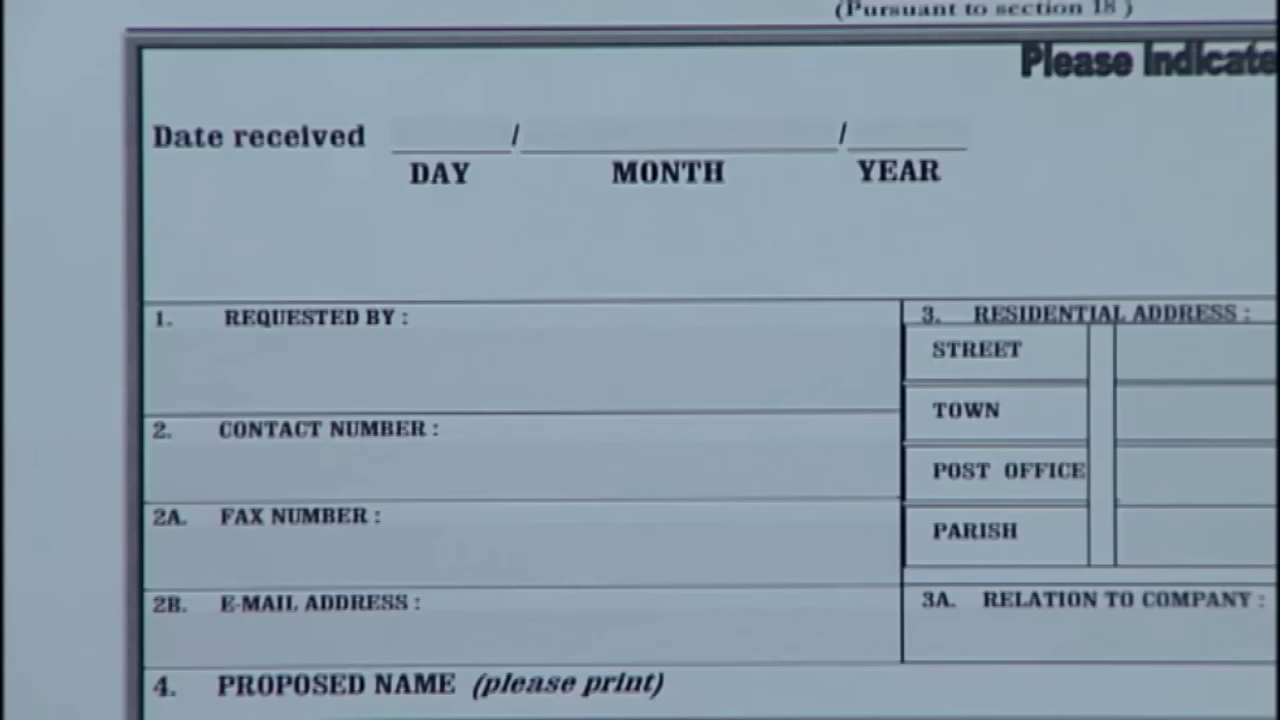 (Pursuant to section 18 )
Please Indicate
Date received / /
DAY MONTH YEAR
1. REQUESTED BY :
2. CONTACT NUMBER :
2A. FAX NUMBER :
2B. E-MAIL ADDRESS :
3. RESIDENTIAL ADDRESS :
STREET
TOWN
POST OFFICE
PARISH
3A. RELATION TO COMPANY :
4. PROPOSED NAME (please print)